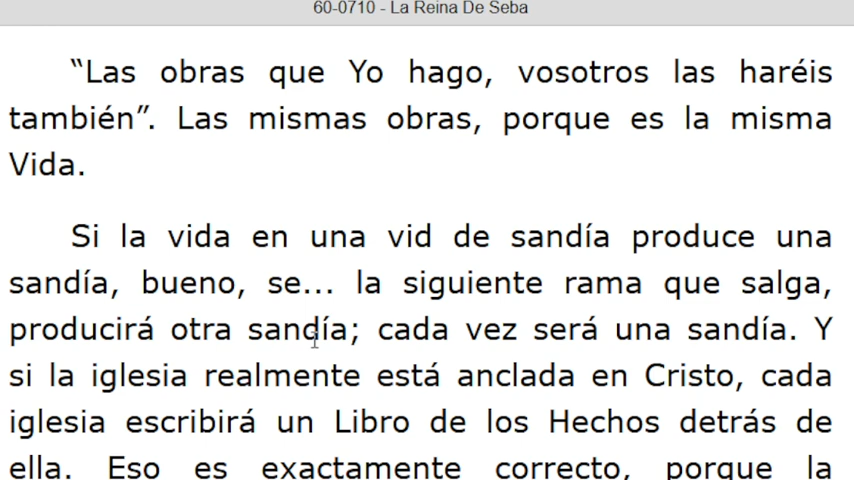 60-0710 - La Reina De Seba
“Las obras que Yo hago, vosotros las haréis
también”. Las mismas obras, porque es la misma
Vida.
Si la vida en una vid de sandía produce una
sandía, bueno, se... la siguiente rama que salga,
producirá otra sandía; cada vez será una sandía. Y
si la iglesia realmente está anclada en Cristo, cada
iglesia escribirá un Libro de los Hechos detrás de
ella. Eso es exactamente correcto, porque la